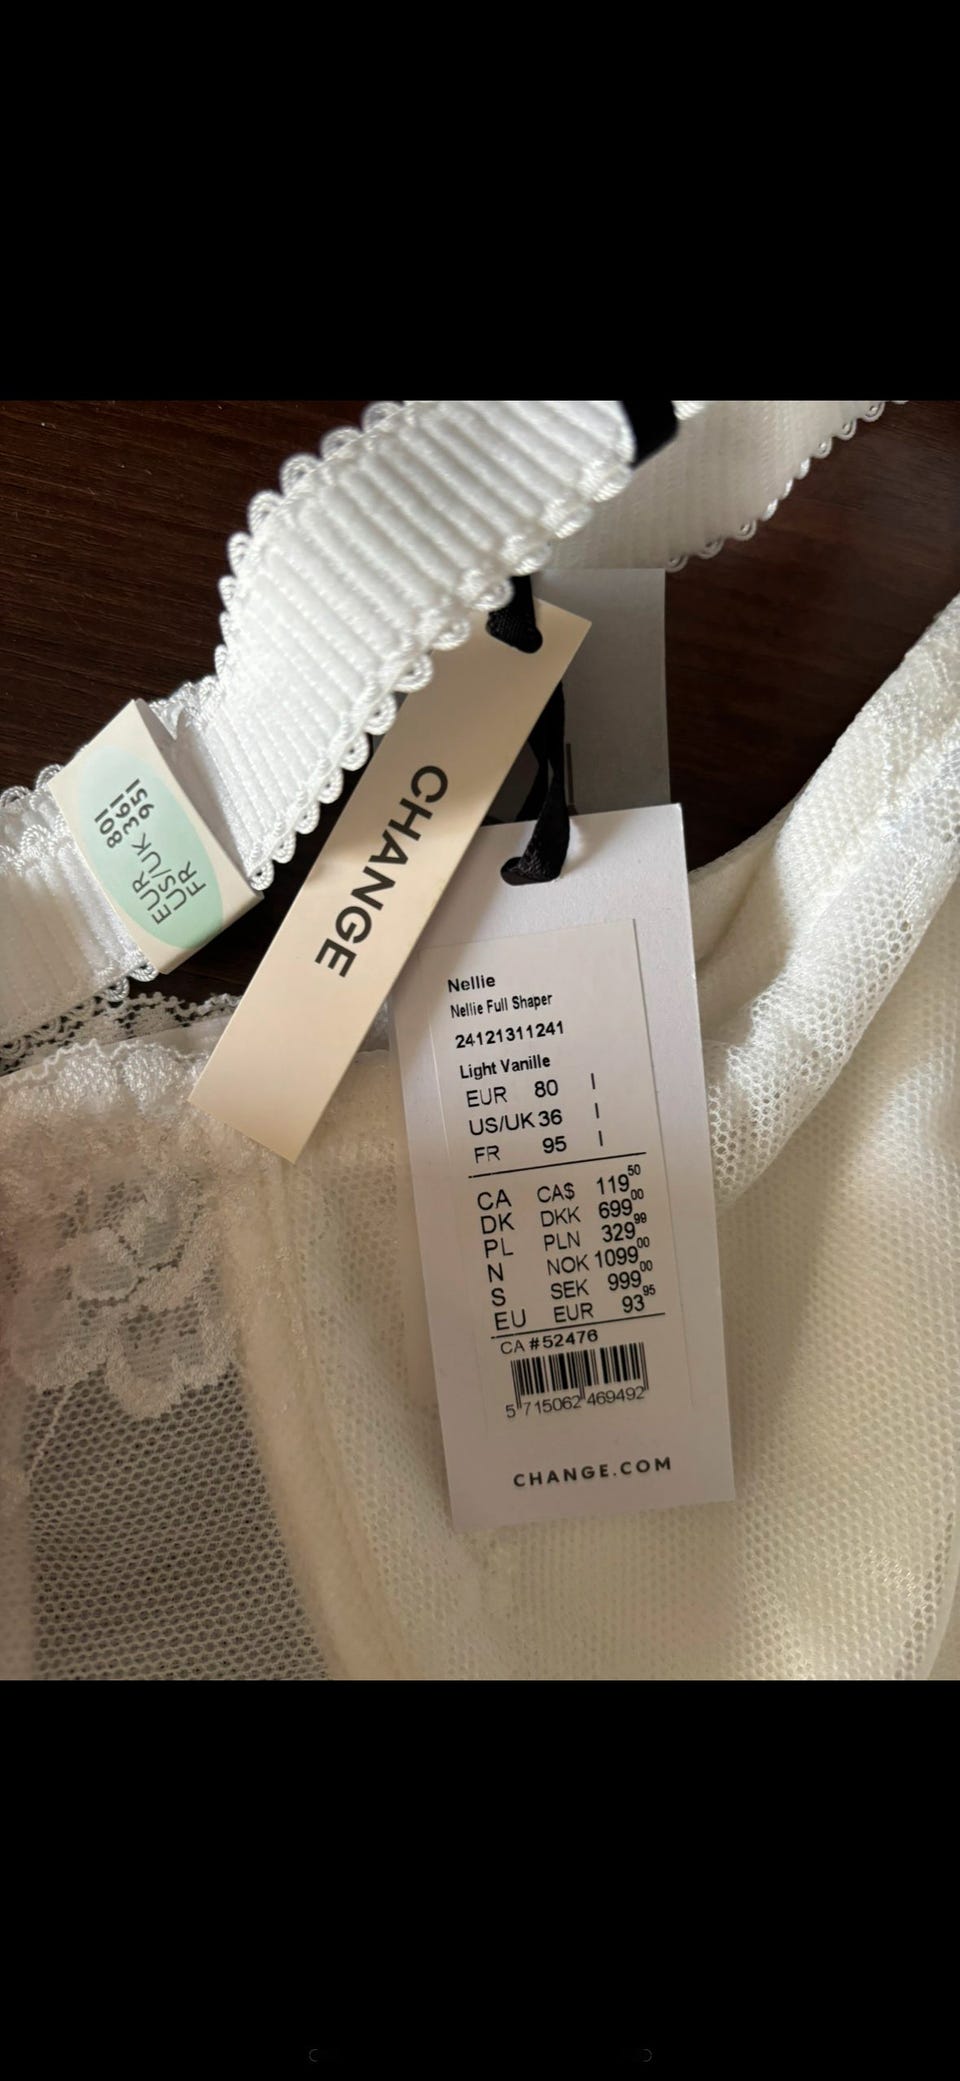 EUR 80I
US/UK 36I
FR 95I
CHANGE
Nellie
Nellie Full Shaper
24121311241
Light Vanille
EUR 80 I
US/UK 36 I
FR 95 I
CA CA$ 119.50
DK DKK 699.00
PL PLN 329.99
N NOK 1099.00
S SEK 999.00
EU EUR 93.95
CA #52476
5 715062 469492
CHANGE.COM